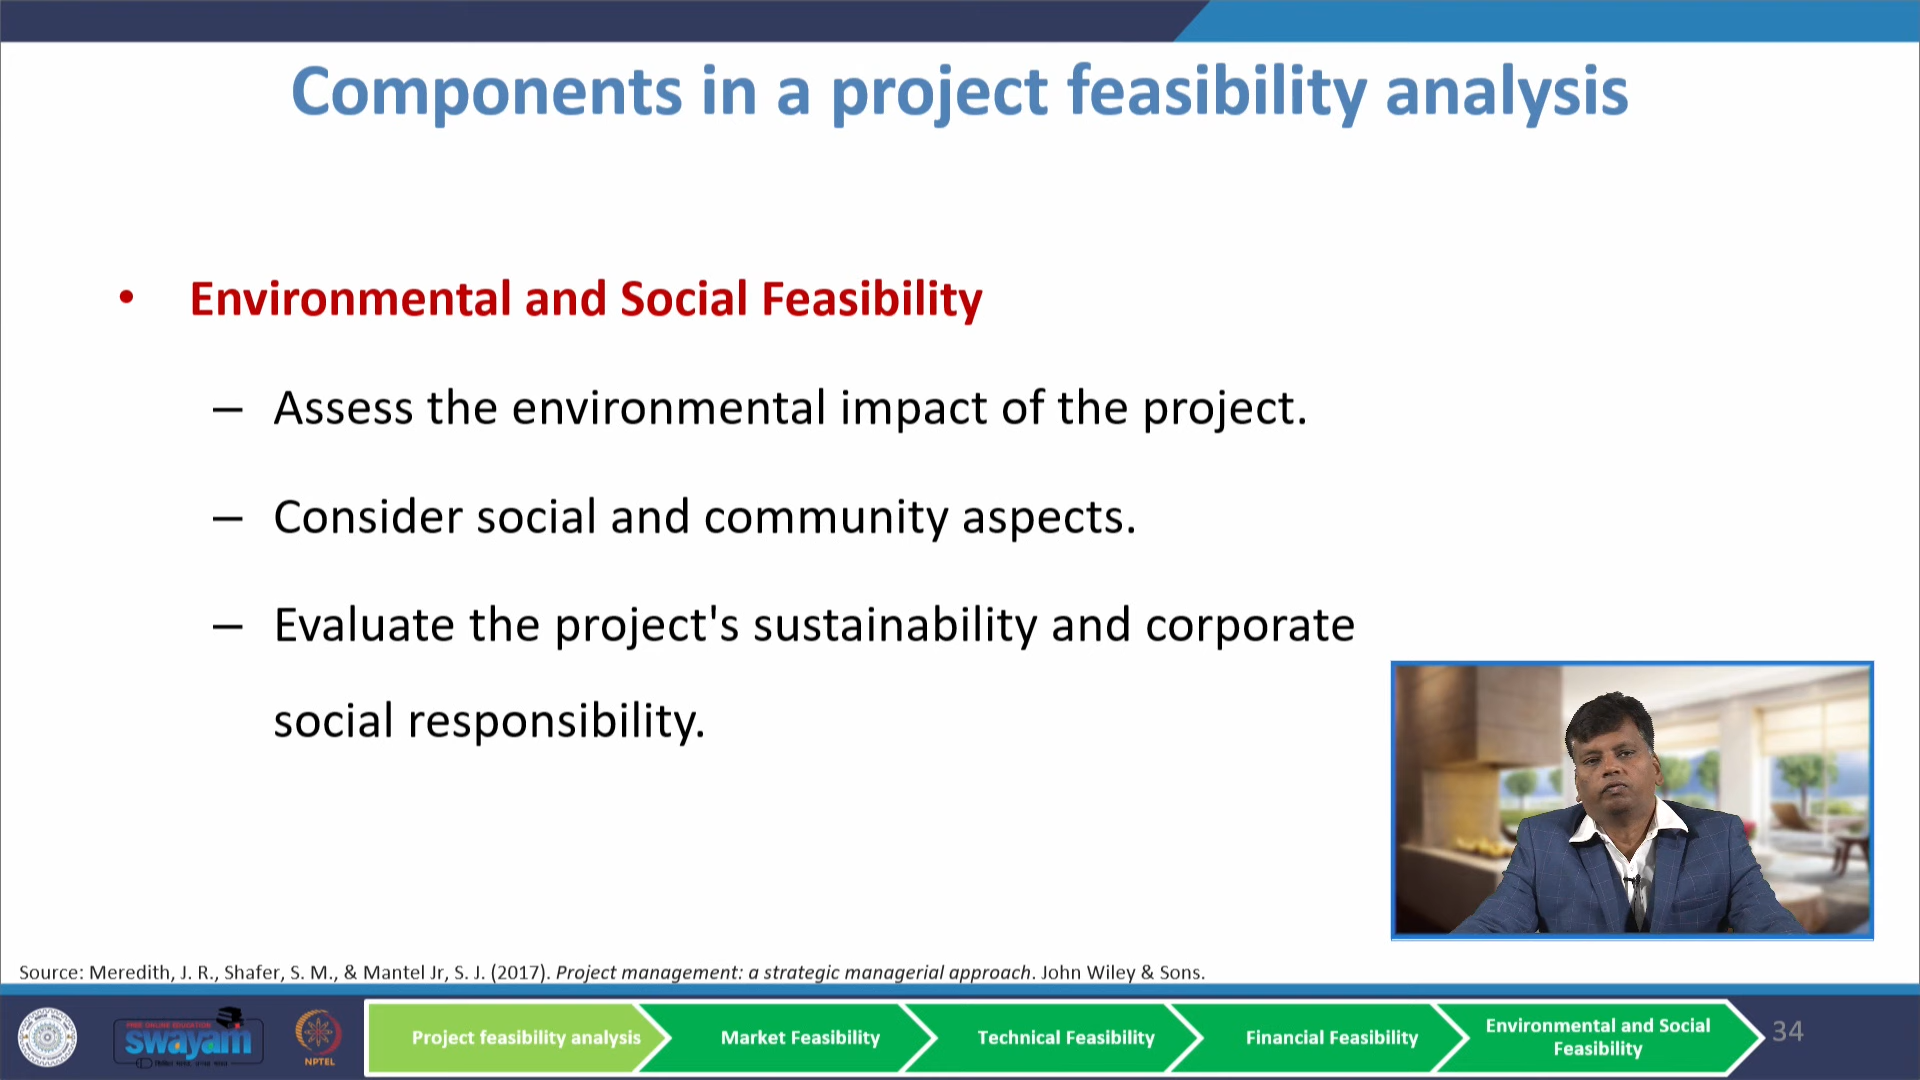 Components in a project feasibility analysis
• Environmental and Social Feasibility
– Assess the environmental impact of the project.
– Consider social and community aspects.
– Evaluate the project's sustainability and corporate
social responsibility.
Source: Meredith, J. R., Shafer, S. M., & Mantel Jr, S. J. (2017). Project management: a strategic managerial approach. John Wiley & Sons.
FREE ONLINE EDUCATION
swayam
NPTEL
Project feasibility analysis
Market Feasibility
Technical Feasibility
Financial Feasibility
Environmental and Social
Feasibility
34